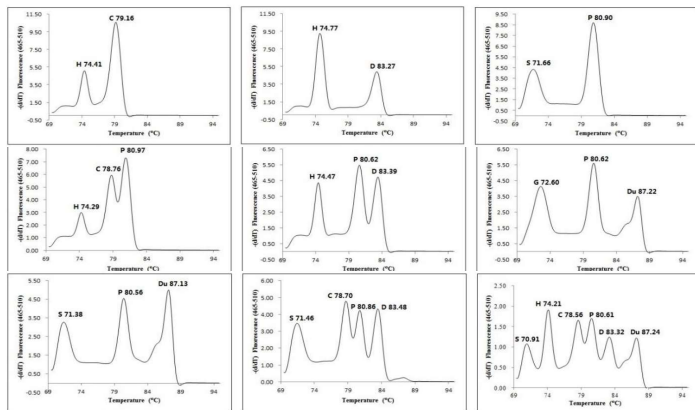 -(d/dT) Fluorescence (465-510)
11.50
9.50
7.50
5.50
3.50
1.50
-0.50
C 79.16
H 74.41
69 74 79 84 89 94
Temperature (°C)
-(d/dT) Fluorescence (465-510)
11.50
9.50
7.50
5.50
3.50
1.50
-0.50
H 74.77
D 83.27
69 74 79 84 89 94
Temperature (°C)
-(d/dT) Fluorescence (465-510)
9.50
8.50
7.50
6.50
5.50
4.50
3.50
2.50
1.50
0.50
-0.50
P 80.90
S 71.66
69 74 79 84 89 94
Temperature (°C)
-(d/dT) Fluorescence (465-510)
8.00
7.00
6.00
5.00
4.00
3.00
2.00
1.00
0.00
P 80.97
C 78.76
H 74.29
69 74 79 84 89 94
Temperature (°C)
-(d/dT) Fluorescence (465-510)
6.50
5.50
4.50
3.50
2.50
1.50
0.50
-0.50
P 80.62
H 74.47
D 83.39
69 74 79 84 89 94
Temperature (°C)
-(d/dT) Fluorescence (465-510)
6.50
5.50
4.50
3.50
2.50
1.50
0.50
-0.50
P 80.62
G 72.60
Du 87.22
69 74 79 84 89 94
Temperature (°C)
-(d/dT) Fluorescence (465-510)
5.50
4.50
3.50
2.50
1.50
0.50
-0.50
Du 87.13
P 80.56
S 71.38
69 74 79 84 89 94
Temperature (°C)
-(d/dT) Fluorescence (465-510)
6.00
5.00
4.00
3.00
2.00
1.00
0.00
C 78.70
P 80.86
D 83.48
S 71.46
69 74 79 84 89 94
Temperature (°C)
-(d/dT) Fluorescence (465-510)
2.50
2.00
1.50
1.00
0.50
0.00
H 74.21
C 78.56
P 80.61
D 83.32
Du 87.24
S 70.91
69 74 79 84 89 94
Temperature (°C)